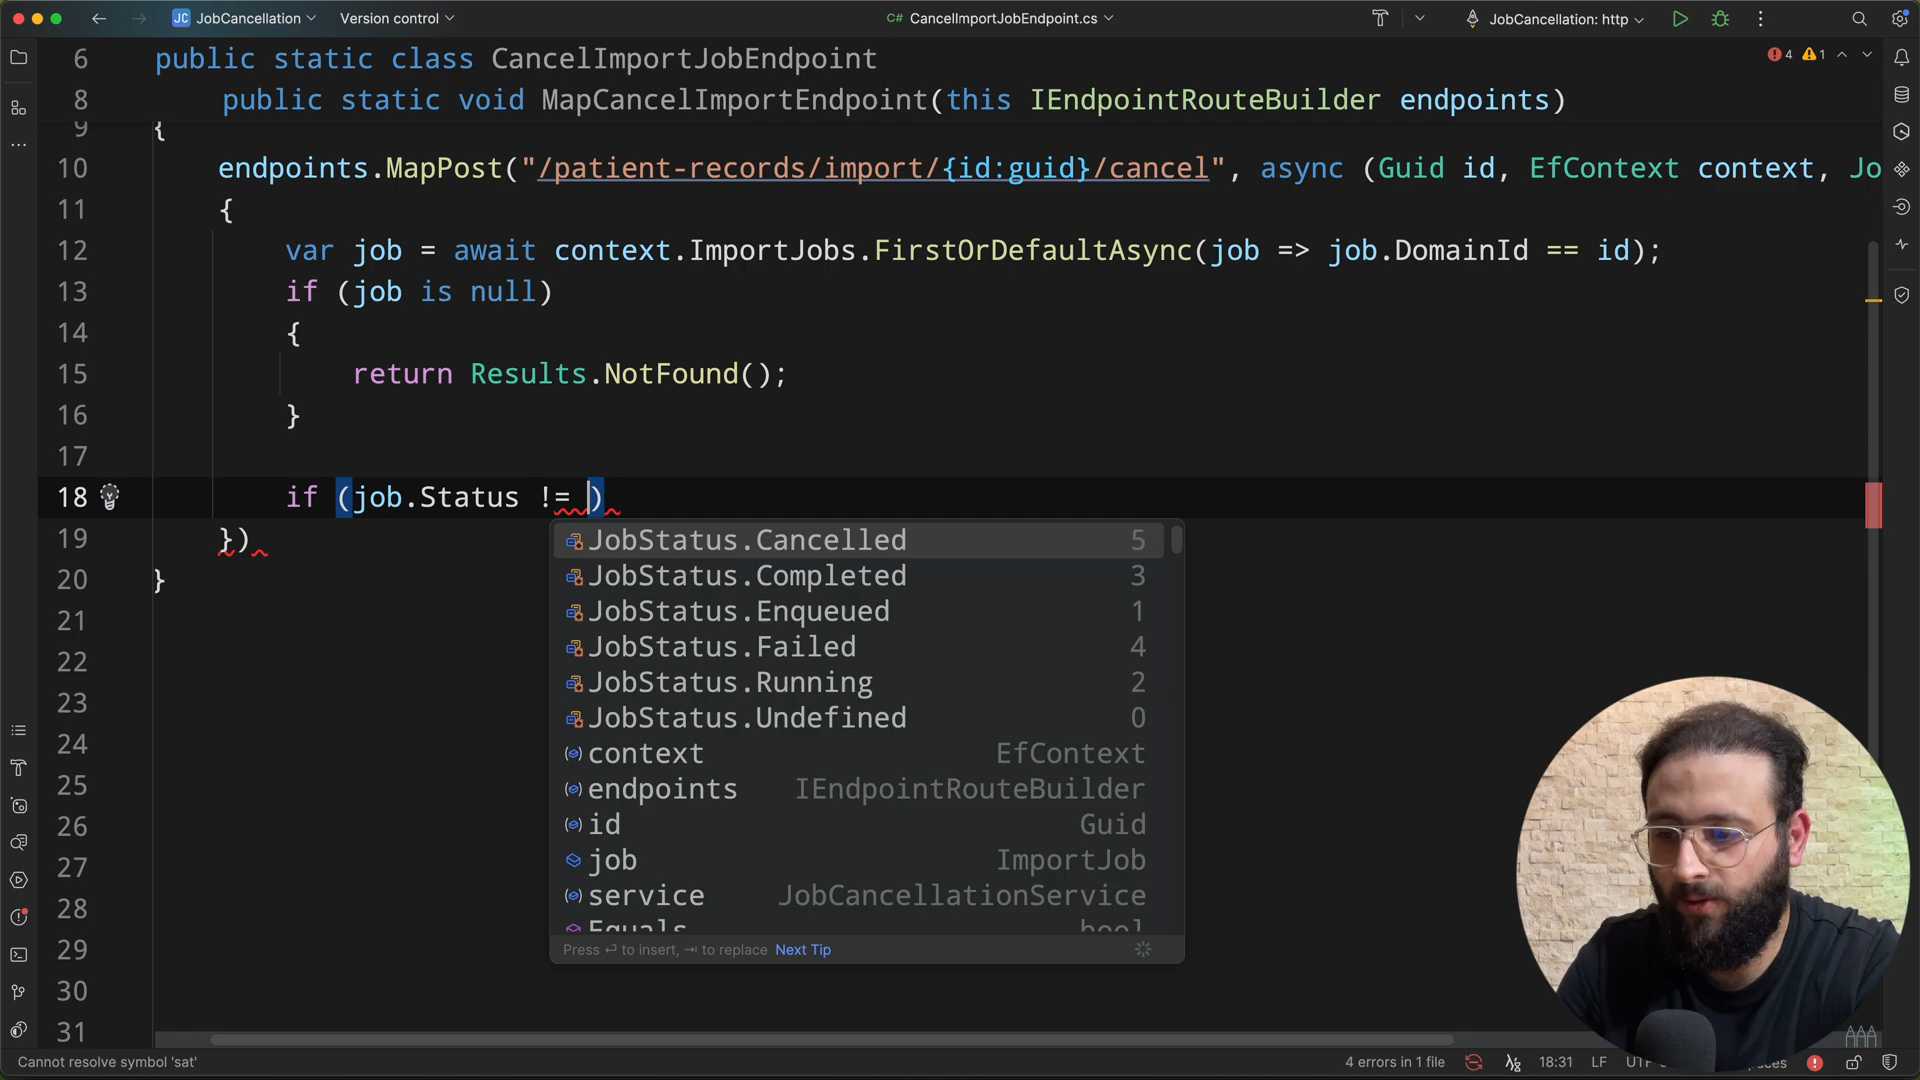 JC JobCancellation Version control C# CancelImportJobEndpoint.cs JobCancellation: http
6 public static class CancelImportJobEndpoint 4 1
8 public static void MapCancelImportEndpoint(this IEndpointRouteBuilder endpoints)
9 {
10 endpoints.MapPost("/patient-records/import/{id:guid}/cancel", async (Guid id, EfContext context, Jo
11 {
12 var job = await context.ImportJobs.FirstOrDefaultAsync(job => job.DomainId == id);
13 if (job is null)
14 {
15 return Results.NotFound();
16 }
17
18 if (job.Status != )
19 })
20 }
21
22
23
24
25
26
27
28
29
30
31
JobStatus.Cancelled 5
JobStatus.Completed 3
JobStatus.Enqueued 1
JobStatus.Failed 4
JobStatus.Running 2
JobStatus.Undefined 0
context EfContext
endpoints IEndpointRouteBuilder
id Guid
job ImportJob
service JobCancellationService
Equals bool
Press ⏎ to insert, ⇥ to replace Next Tip
Cannot resolve symbol 'sat' 4 errors in 1 file 18:31 LF